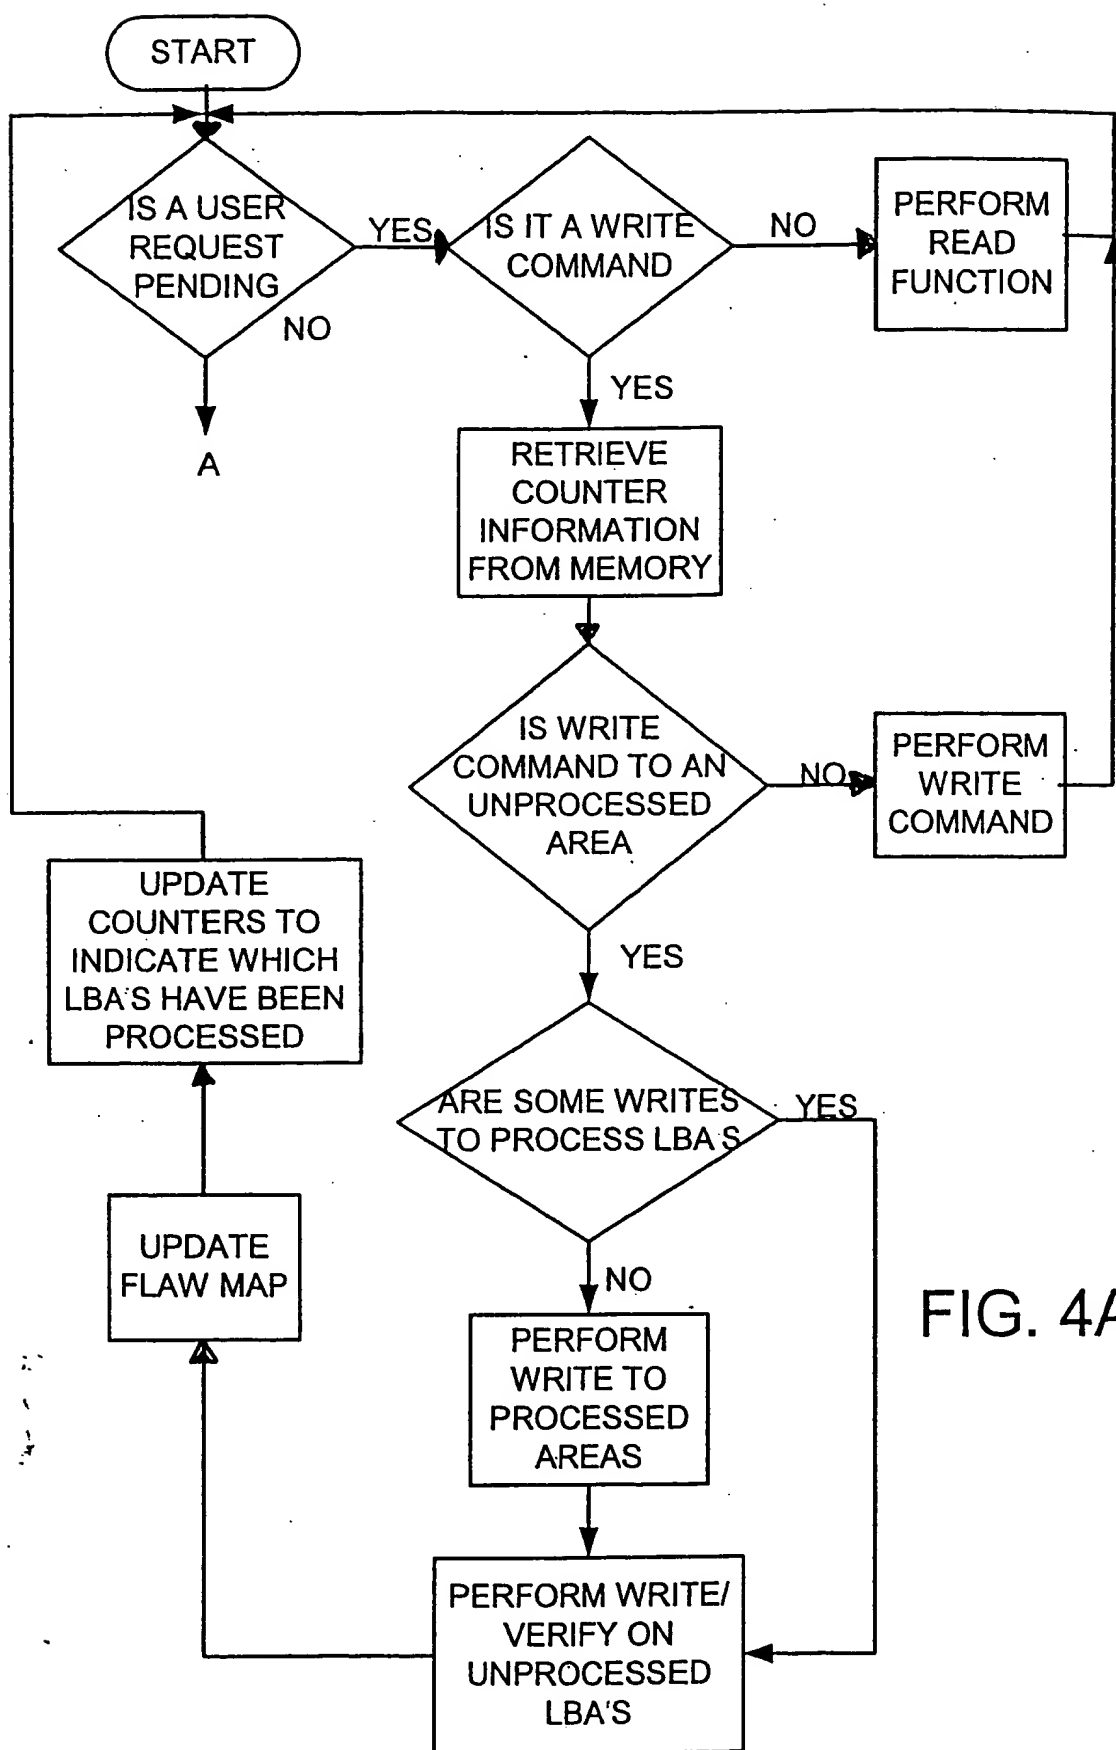 START
IS A USER
REQUEST
PENDING
YES
IS IT A WRITE
COMMAND
NO
PERFORM
READ
FUNCTION
NO
A
YES
RETRIEVE
COUNTER
INFORMATION
FROM MEMORY
IS WRITE
COMMAND TO AN
UNPROCESSED
AREA
NO
PERFORM
WRITE
COMMAND
YES
UPDATE
COUNTERS TO
INDICATE WHICH
LBA'S HAVE BEEN
PROCESSED
ARE SOME WRITES
TO PROCESS LBA'S
YES
UPDATE
FLAW MAP
NO
PERFORM
WRITE TO
PROCESSED
AREAS
FIG. 4A
PERFORM WRITE/
VERIFY ON
UNPROCESSED
LBA'S